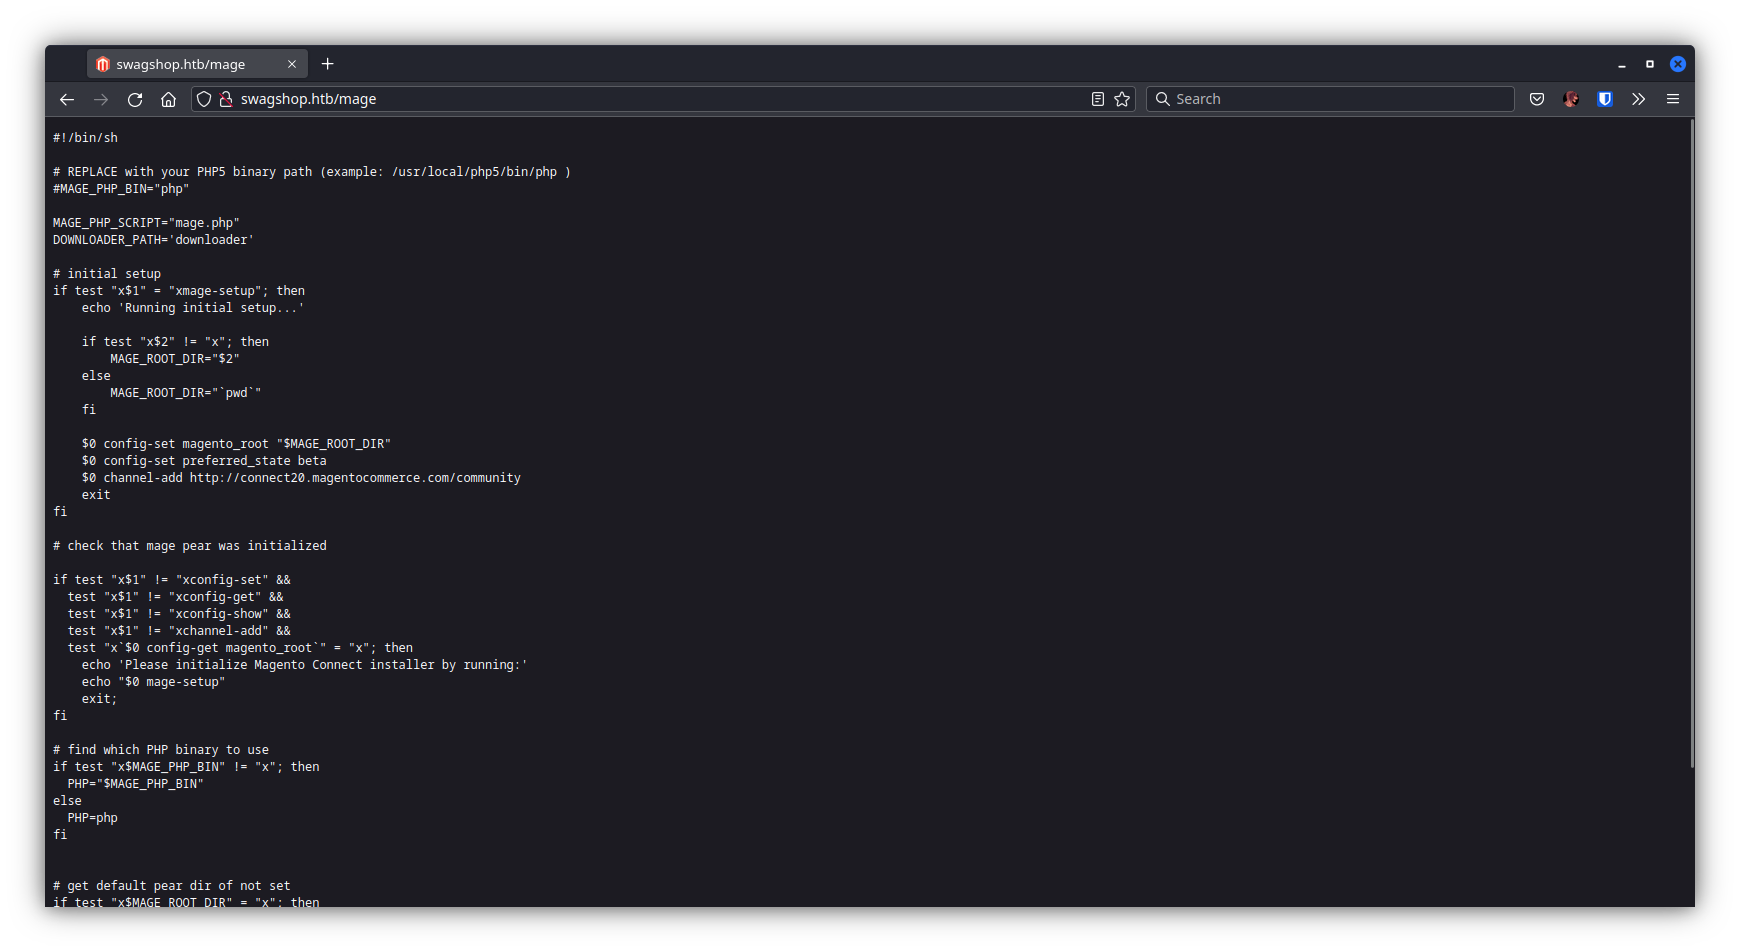 swagshop.htb/mage
swagshop.htb/mage
Search
#!/bin/sh
# REPLACE with your PHP5 binary path (example: /usr/local/php5/bin/php )
#MAGE_PHP_BIN="php"
MAGE_PHP_SCRIPT="mage.php"
DOWNLOADER_PATH='downloader'
# initial setup
if test "x$1" = "xmage-setup"; then
    echo 'Running initial setup...'
    if test "x$2" != "x"; then
        MAGE_ROOT_DIR="$2"
    else
        MAGE_ROOT_DIR="`pwd`"
    fi
    $0 config-set magento_root "$MAGE_ROOT_DIR"
    $0 config-set preferred_state beta
    $0 channel-add http://connect20.magentocommerce.com/community
    exit
fi
# check that mage pear was initialized
if test "x$1" != "xconfig-set" &&
  test "x$1" != "xconfig-get" &&
  test "x$1" != "xconfig-show" &&
  test "x$1" != "xchannel-add" &&
  test "x`$0 config-get magento_root`" = "x"; then
    echo 'Please initialize Magento Connect installer by running:'
    echo "$0 mage-setup"
    exit;
fi
# find which PHP binary to use
if test "x$MAGE_PHP_BIN" != "x"; then
  PHP="$MAGE_PHP_BIN"
else
  PHP=php
fi
# get default pear dir of not set
if test "x$MAGE_ROOT_DIR" = "x"; then